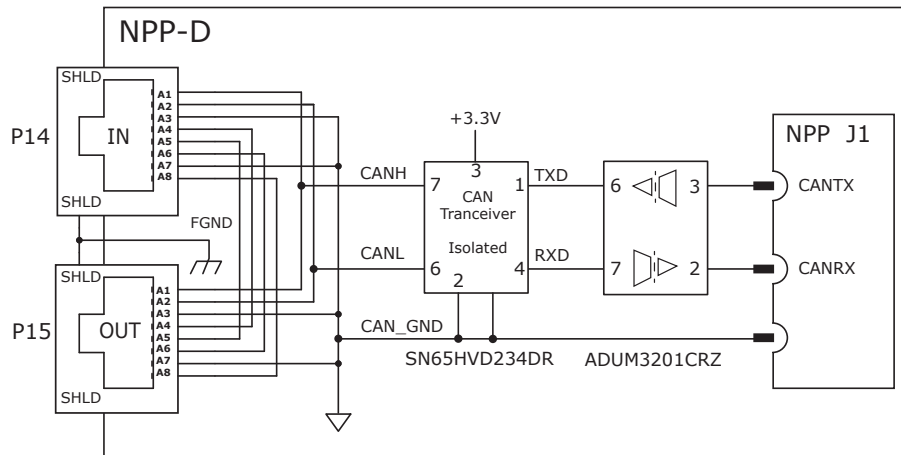 NPP-D
SHLD
P14
IN
A1
A2
A3
A4
A5
A6
A7
A8
SHLD
FGND
SHLD
P15
OUT
A1
A2
A3
A4
A5
A6
A7
A8
SHLD
CANH
CANL
CAN_GND
+3.3V
3
7
CAN
Tranceiver
1
TXD
Isolated
6
4
RXD
2
SN65HVD234DR
6
3
7
2
ADUM3201CRZ
NPP J1
CANTX
CANRX